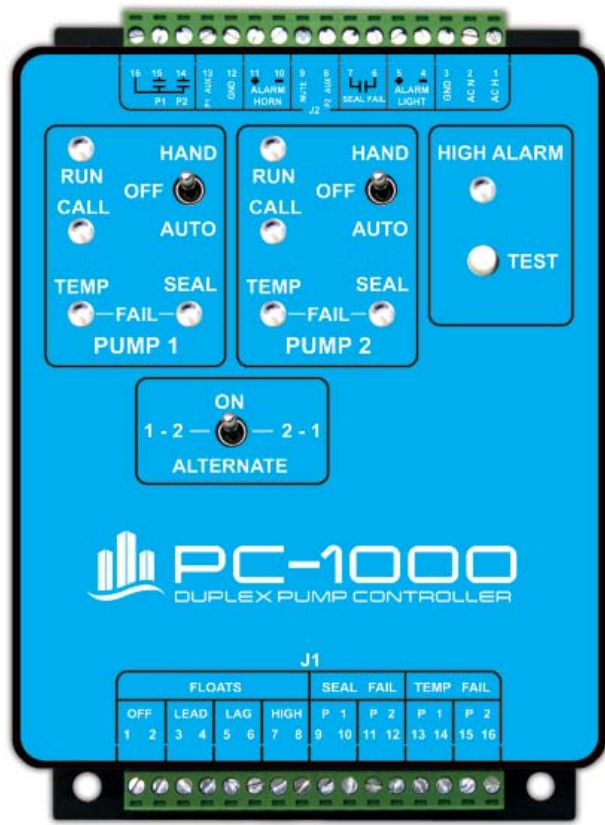 16 15 14 13 12 11 10 9 8 7 6 5 4 3 2 1
P1 P2 P1 AUX GND ALARM HORN MUTE P2 AUX SEAL FAIL ALARM LIGHT GND AC N AC H
J2
HAND
RUN
OFF
CALL
AUTO
TEMP SEAL
FAIL
PUMP 1
HAND
RUN
OFF
CALL
AUTO
TEMP SEAL
FAIL
PUMP 2
HIGH ALARM
TEST
ON
1 - 2 2 - 1
ALTERNATE
PC-1000
DUPLEX PUMP CONTROLLER
J1
FLOATS SEAL FAIL TEMP FAIL
OFF LEAD LAG HIGH P 1 P 2 P 1 P 2
1 2 3 4 5 6 7 8 9 10 11 12 13 14 15 16